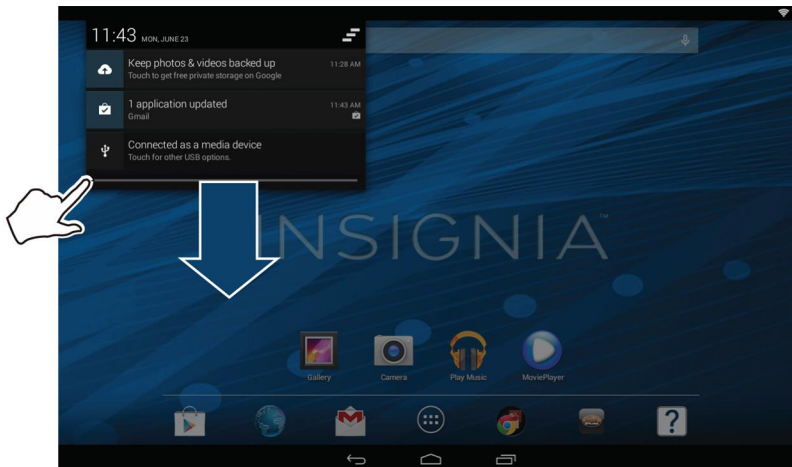 11:43 MON, JUNE 23
Keep photos & videos backed up 11:28 AM
Touch to get free private storage on Google
1 application updated 11:43 AM
Gmail
Connected as a media device
Touch for other USB options.
INSIGNIA™
Gallery Camera Play Music MoviePlayer
?